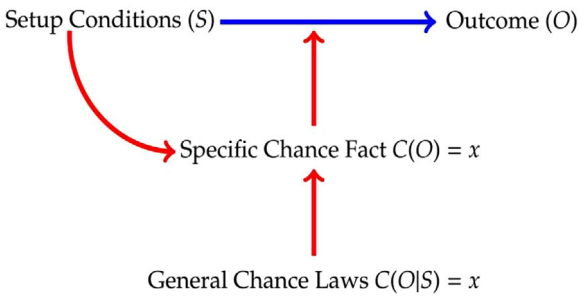 Setup Conditions (S) Outcome (O)
Specific Chance Fact C(O) = x
General Chance Laws C(O|S) = x